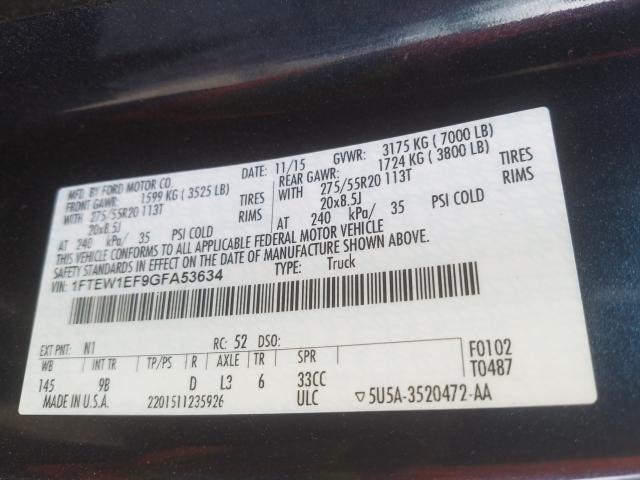 MFD. BY FORD MOTOR CO.
DATE: 11/15 GVWR: 3175 KG ( 7000 LB)
FRONT GAWR: 1599 KG ( 3525 LB) REAR GAWR: 1724 KG ( 3800 LB)
WITH 275/55R20 113T TIRES 275/55R20 113T TIRES
20x8.5J RIMS 20x8.5J RIMS
AT 240 kPa/ 35 PSI COLD AT 240 kPa/ 35 PSI COLD
THIS VEHICLE CONFORMS TO ALL APPLICABLE FEDERAL MOTOR VEHICLE
SAFETY STANDARDS IN EFFECT ON THE DATE OF MANUFACTURE SHOWN ABOVE.
VIN: 1FTEW1EF9GFA53634 TYPE: Truck
EXT PNT: N1 RC: 52 DSO: F0102
WB INT TR TP/PS R AXLE TR SPR T0487
145 9B D L3 6 33CC
MADE IN U.S.A. 2201511235926 ULC ▽5U5A-3520472-AA